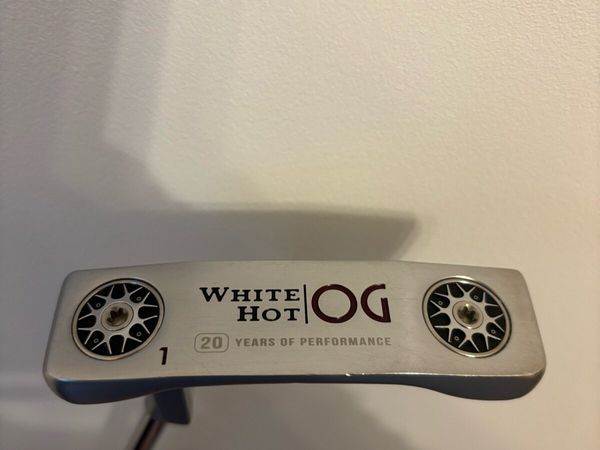 WHITE HOT | OG
20 YEARS OF PERFORMANCE
1